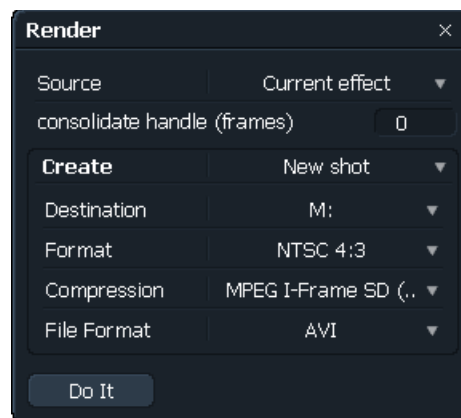 Render ×
Source Current effect
consolidate handle (frames) 0
Create New shot
Destination M:
Format NTSC 4:3
Compression MPEG I-Frame SD (..
File Format AVI
Do It